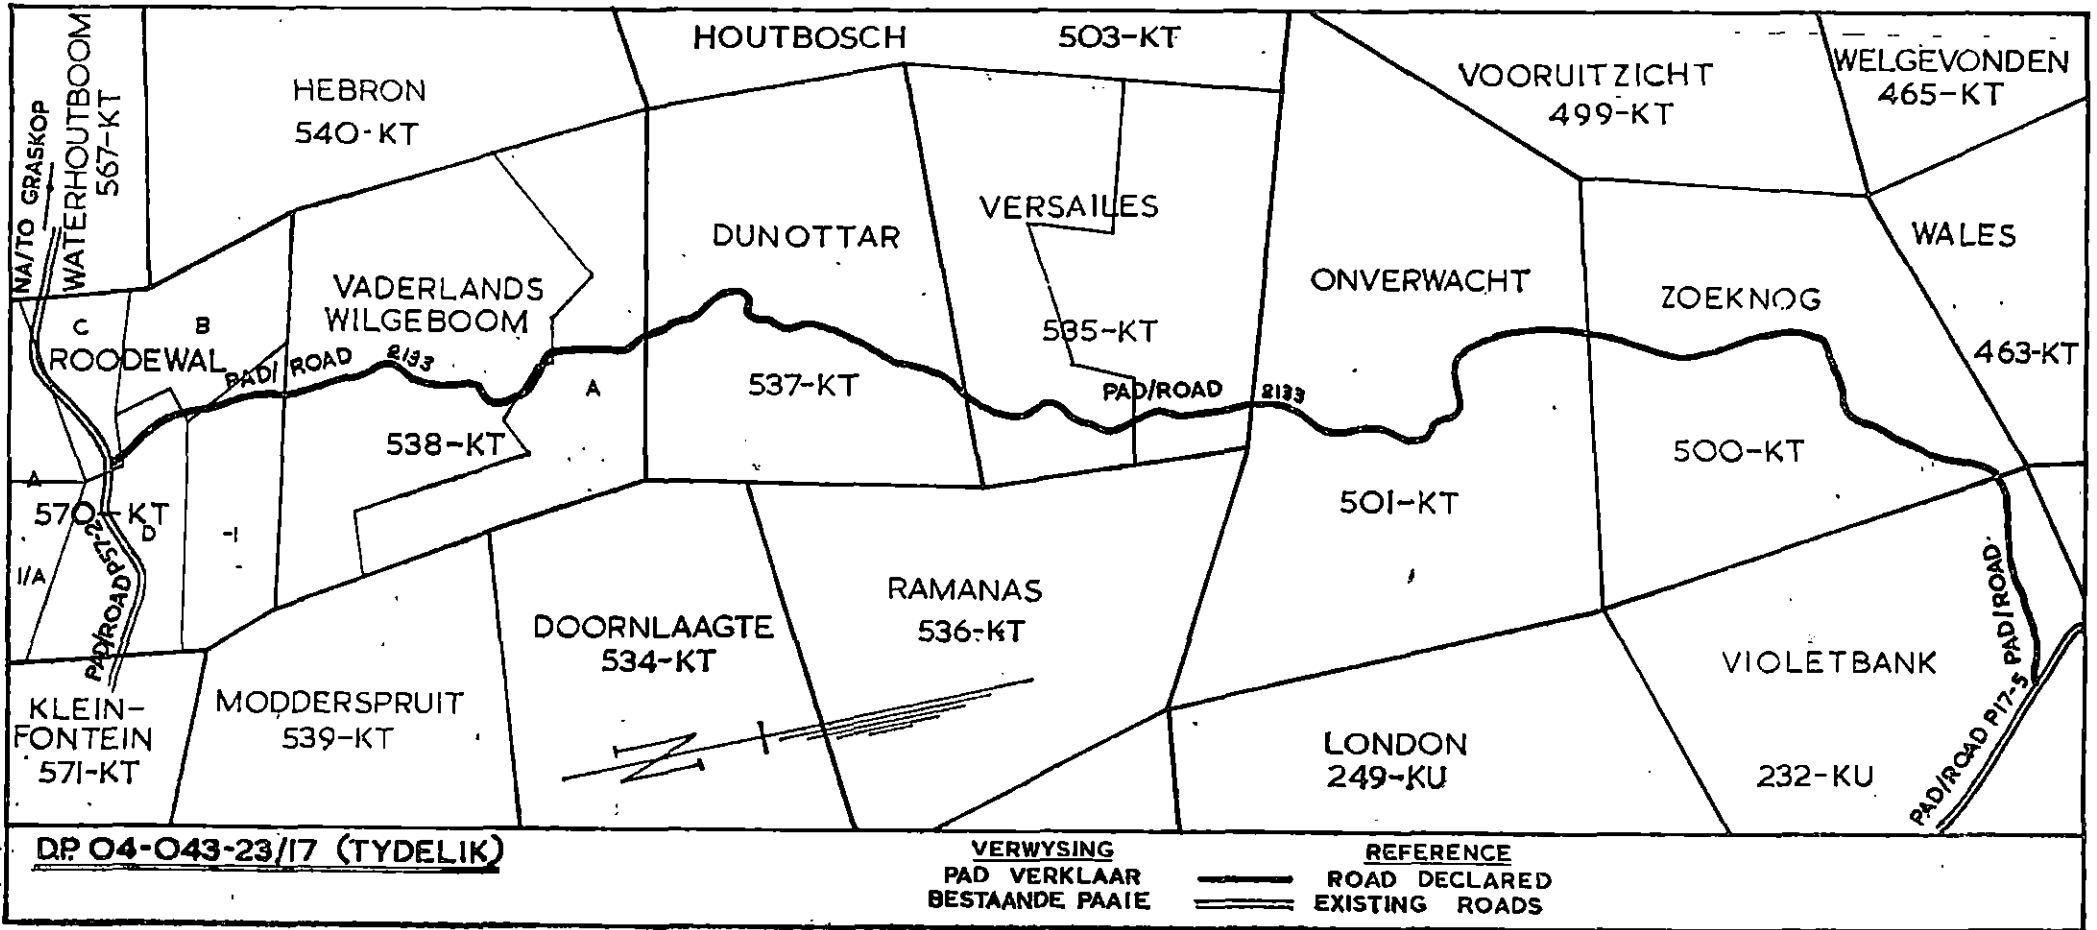 NA/TO GRASKOP
WATERHOUTBOOM
567-KT
HEBRON
540-KT
HOUTBOSCH 503-KT
VOORUITZICHT
499-KT
WELGEVONDEN
465-KT
C
B
ROODEWAL
VADERLANDS
WILGEBOOM
DUNOTTAR
VERSAILES
ONVERWACHT
ZOEKNOG
WALES
PAD/ROAD 2133
A
537-KT
535-KT
PAD/ROAD 2133
463-KT
538-KT
501-KT
500-KT
A
570-KT
D
-1
1/A
PAD/ROAD P57-2
KLEIN-
FONTEIN
571-KT
MODDERSPRUIT
539-KT
DOORNLAAGTE
534-KT
RAMANAS
536-KT
N
LONDON
249-KU
VIOLETBANK
232-KU
PAD/ROAD
PAD/ROAD P17-5
D.P. 04-043-23/17 (TYDELIK)
VERWYSING REFERENCE
PAD VERKLAAR ROAD DECLARED
BESTAANDE PAAIE EXISTING ROADS